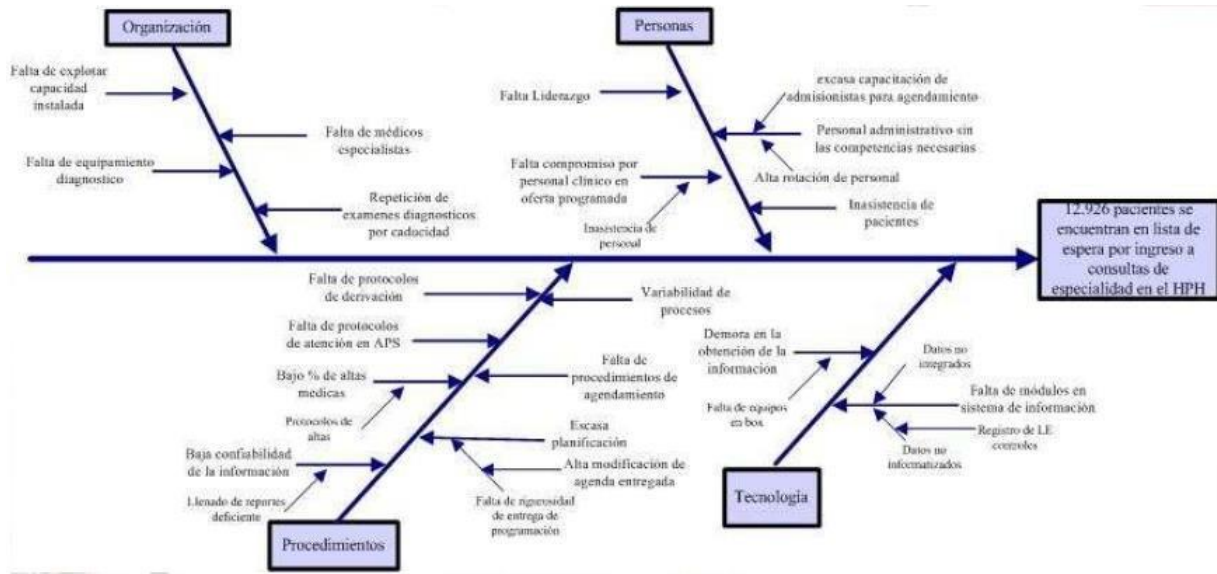 Organización
Personas
Falta de explotar
capacidad
instalada
Falta de médicos
especialistas
Falta de equipamiento
diagnostico
Repetición de
examenes diagnosticos
por caducidad
Falta Liderazgo
excasa capacitación de
admisionistas para agendamiento
Personal administrativo sin
las competencias necesarias
Alta rotación de personal
Falta compromiso por
personal clínico en
oferta programada
Inasistencia de
personal
Inasistencia de
pacientes
12.926 pacientes se
encuentran en lista de
espera por ingreso a
consultas de
especialidad en el HPH
Falta de protocolos
de derivación
Variabilidad de
procesos
Falta de protocolos
de atención en APS
Falta de
procedimientos de
agendamiento
Bajo % de altas
medicas
Protocolos de
altas
Escasa
planificación
Alta modificación de
agenda entregada
Falta de rigurosidad
de entrega de
programación
Baja confiabilidad
de la información
Llenado de reportes
deficiente
Procedimientos
Demora en la
obtención de la
información
Falta de equipos
en box
Datos no
integrados
Falta de módulos en
sistema de información
Registro de LE
controles
Datos no
informatizados
Tecnología